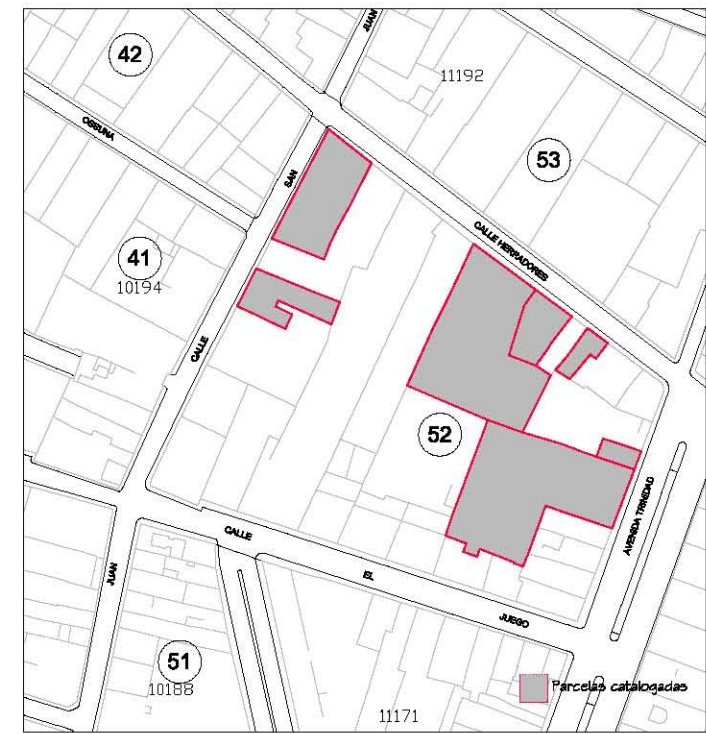 JUAN
42
11192
OSSUNA
53
SAN
CALLE HERRADORES
41
10194
CALLE
52
AVENIDA TRINIDAD
CALLE
EL
JUAN
JUEGO
51
10188
Parcelas catalogadas
11171